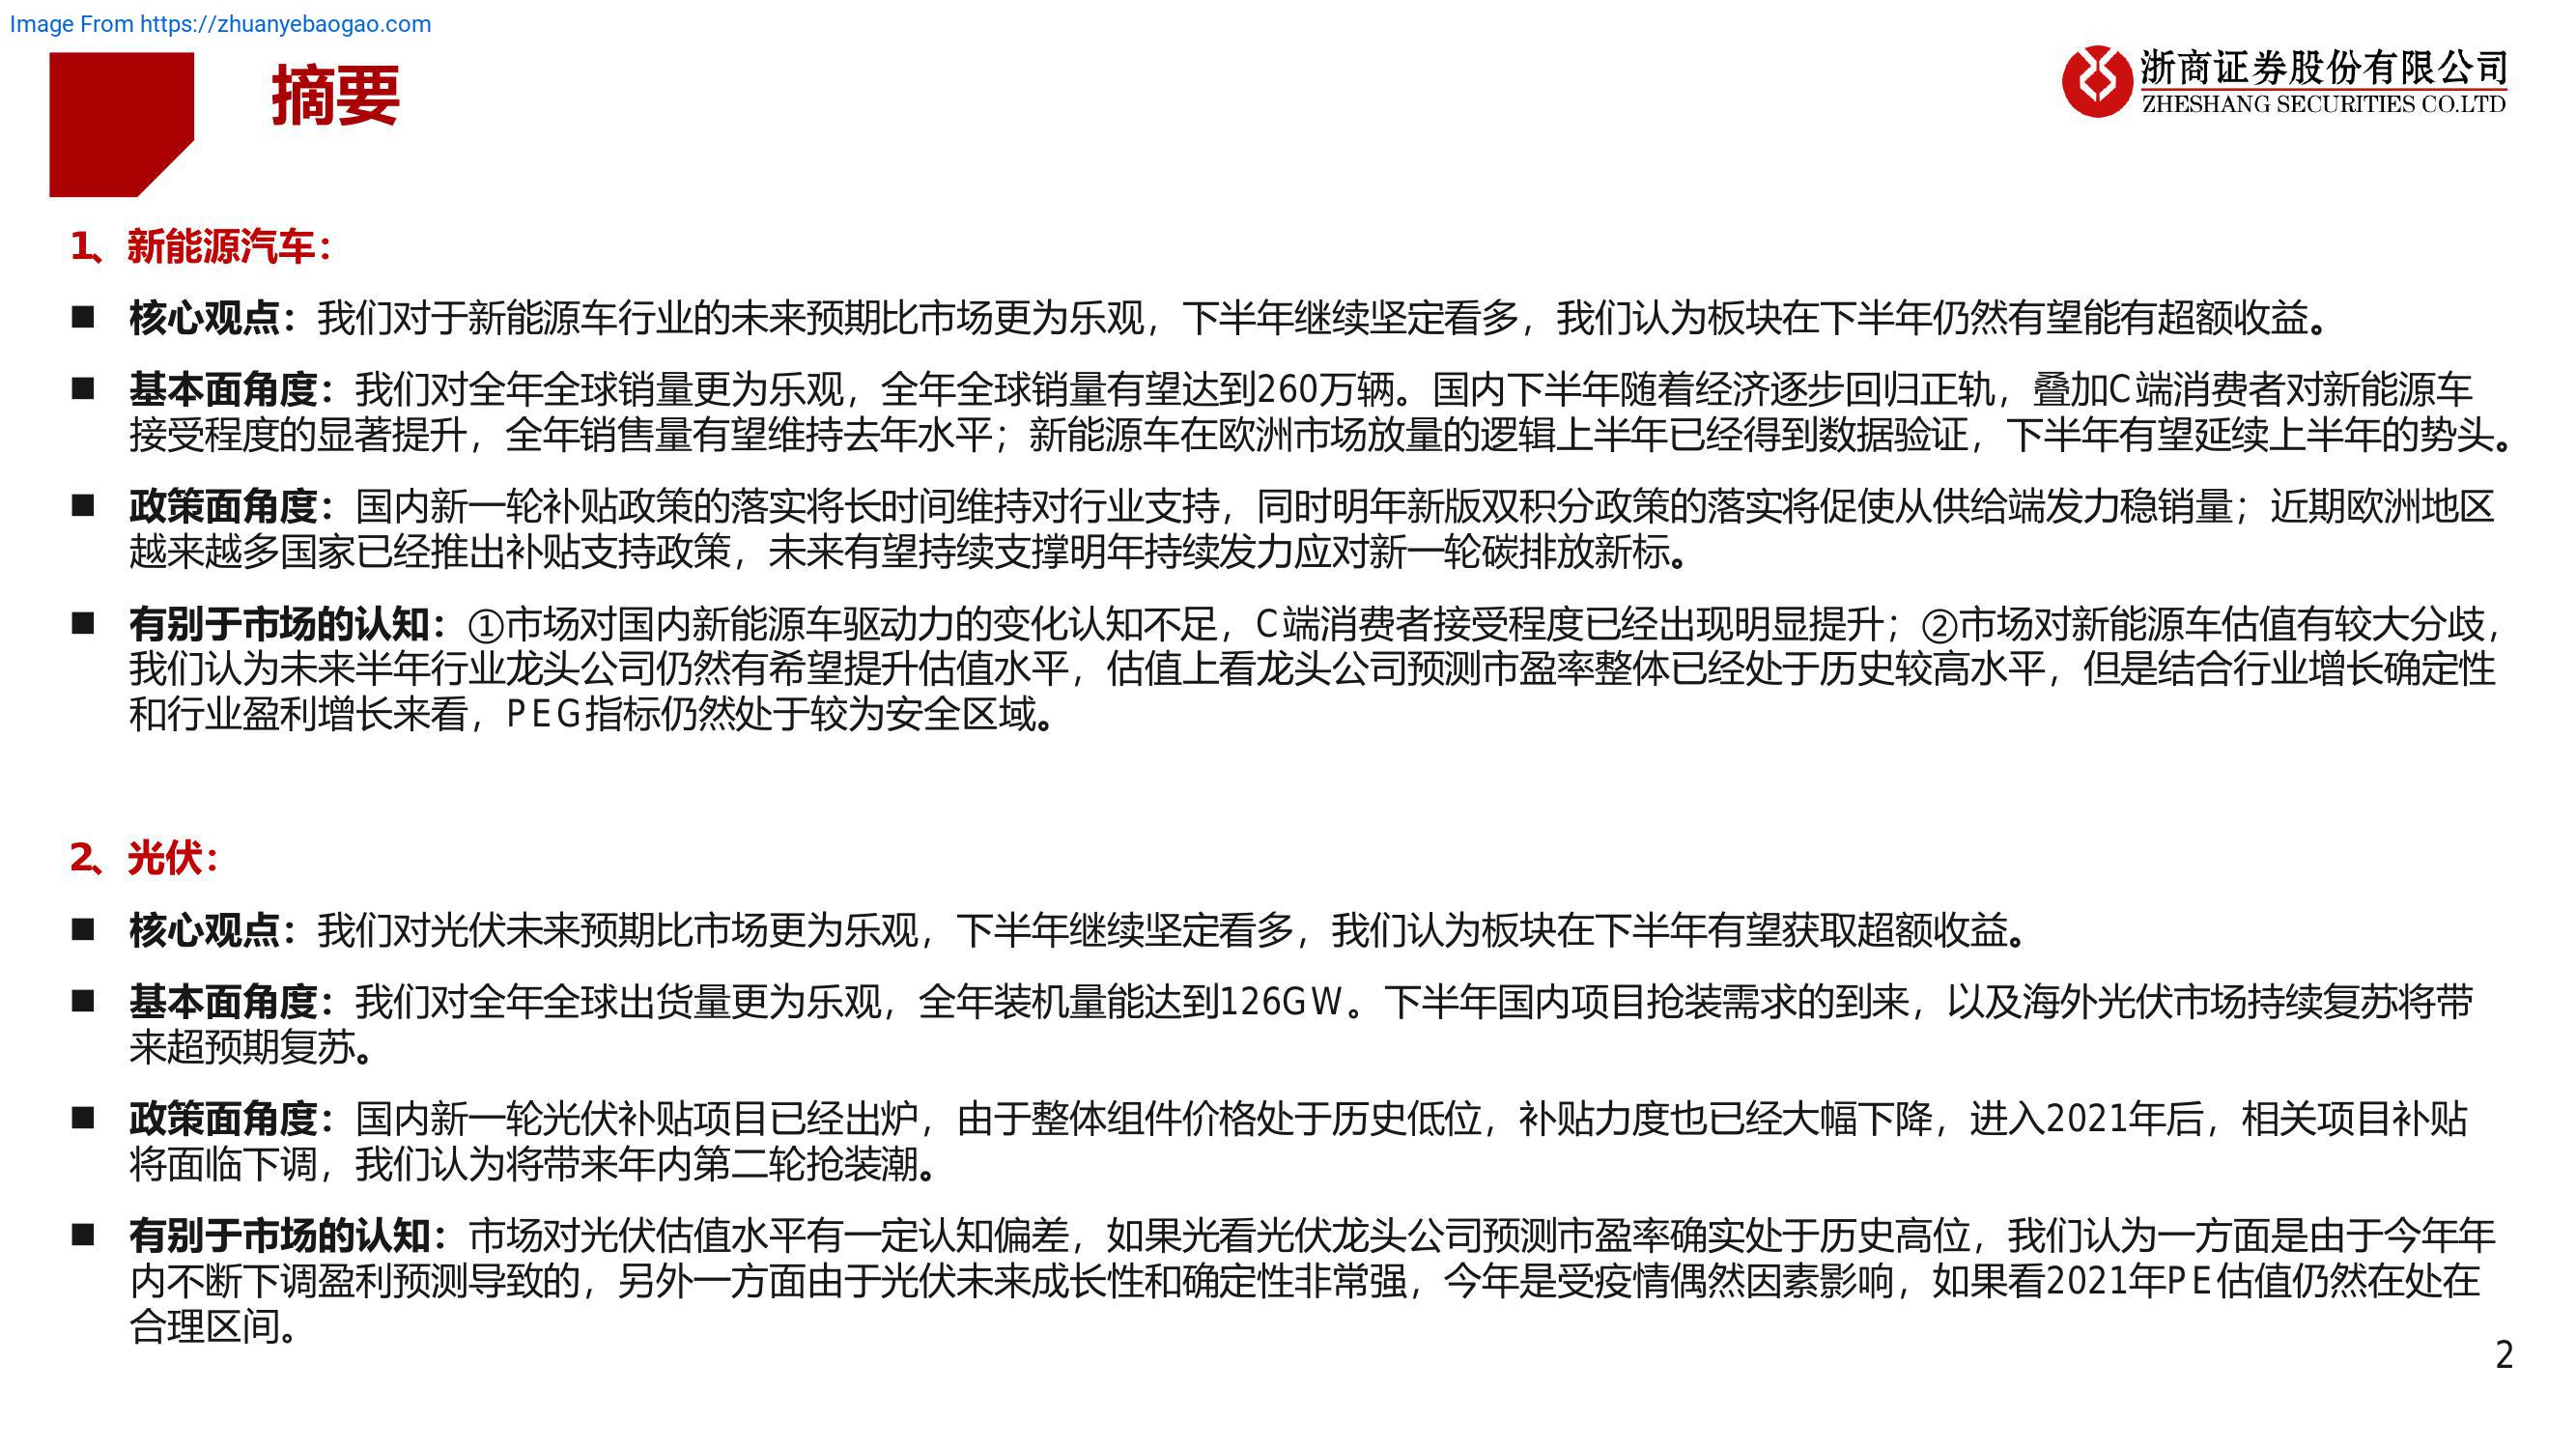 Image From https://zhuanyebaogao.com
摘要
浙商证券股份有限公司
ZHESHANG SECURITIES CO.LTD
1、新能源汽车：
■ 核心观点：我们对于新能源车行业的未来预期比市场更为乐观，下半年继续坚定看多，我们认为板块在下半年仍然有望能有超额收益。
■ 基本面角度：我们对全年全球销量更为乐观，全年全球销量有望达到260万辆。国内下半年随着经济逐步回归正轨，叠加C端消费者对新能源车
接受程度的显著提升，全年销售量有望维持去年水平；新能源车在欧洲市场放量的逻辑上半年已经得到数据验证，下半年有望延续上半年的势头。
■ 政策面角度：国内新一轮补贴政策的落实将长时间维持对行业支持，同时明年新版双积分政策的落实将促使从供给端发力稳销量；近期欧洲地区
越来越多国家已经推出补贴支持政策，未来有望持续支撑明年持续发力应对新一轮碳排放新标。
■ 有别于市场的认知：①市场对国内新能源车驱动力的变化认知不足，C端消费者接受程度已经出现明显提升；②市场对新能源车估值有较大分歧，
我们认为未来半年行业龙头公司仍然有希望提升估值水平，估值上看龙头公司预测市盈率整体已经处于历史较高水平，但是结合行业增长确定性
和行业盈利增长来看，PEG指标仍然处于较为安全区域。
2、光伏：
■ 核心观点：我们对光伏未来预期比市场更为乐观，下半年继续坚定看多，我们认为板块在下半年有望获取超额收益。
■ 基本面角度：我们对全年全球出货量更为乐观，全年装机量能达到126GW。下半年国内项目抢装需求的到来，以及海外光伏市场持续复苏将带
来超预期复苏。
■ 政策面角度：国内新一轮光伏补贴项目已经出炉，由于整体组件价格处于历史低位，补贴力度也已经大幅下降，进入2021年后，相关项目补贴
将面临下调，我们认为将带来年内第二轮抢装潮。
■ 有别于市场的认知：市场对光伏估值水平有一定认知偏差，如果光看光伏龙头公司预测市盈率确实处于历史高位，我们认为一方面是由于今年年
内不断下调盈利预测导致的，另外一方面由于光伏未来成长性和确定性非常强，今年是受疫情偶然因素影响，如果看2021年PE估值仍然在处在
合理区间。
2